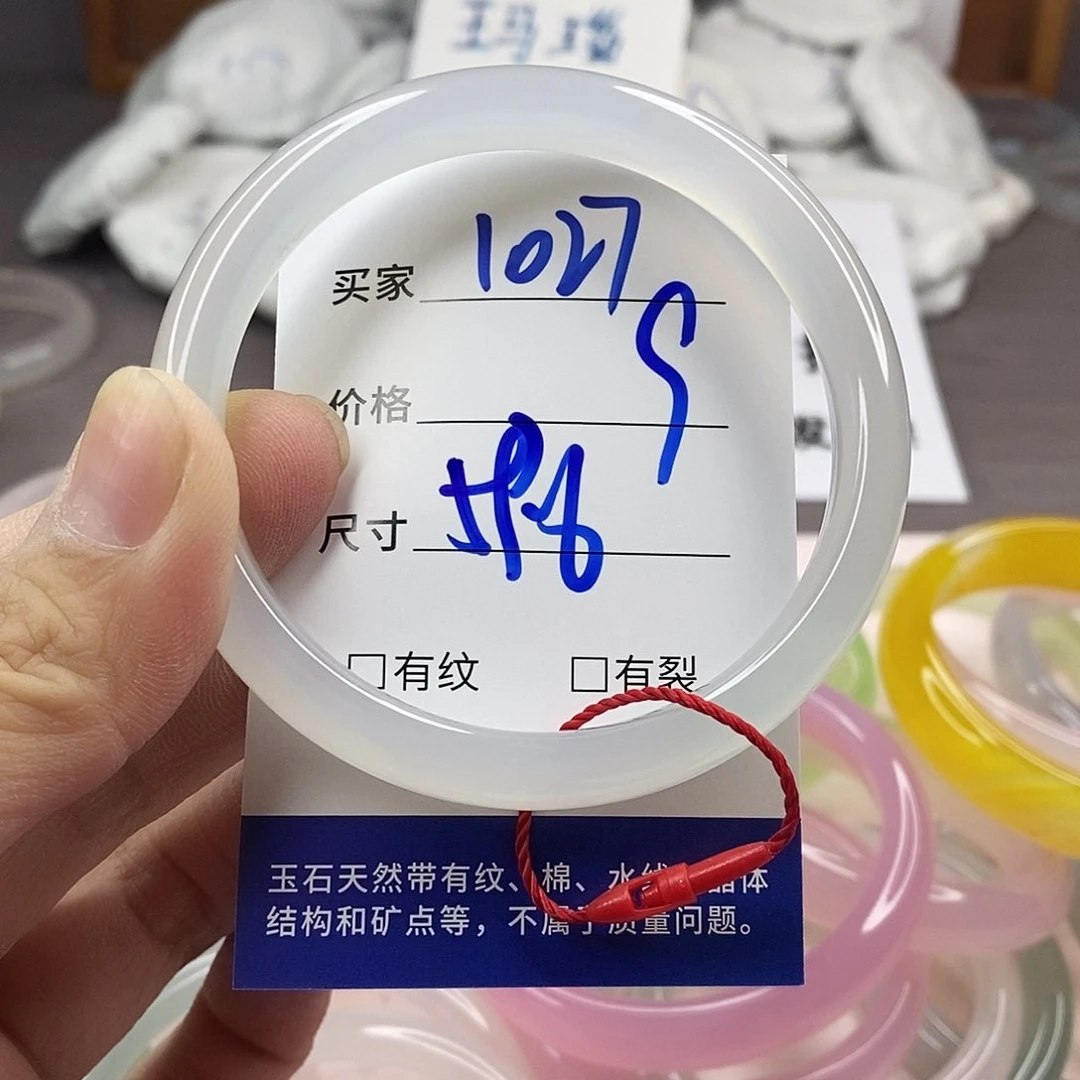 玛瑙
买家 1027
价格
尺寸
□有纹 □有裂
玉石天然带有纹、棉、水线、晶体
结构和矿点等，不属于质量问题。